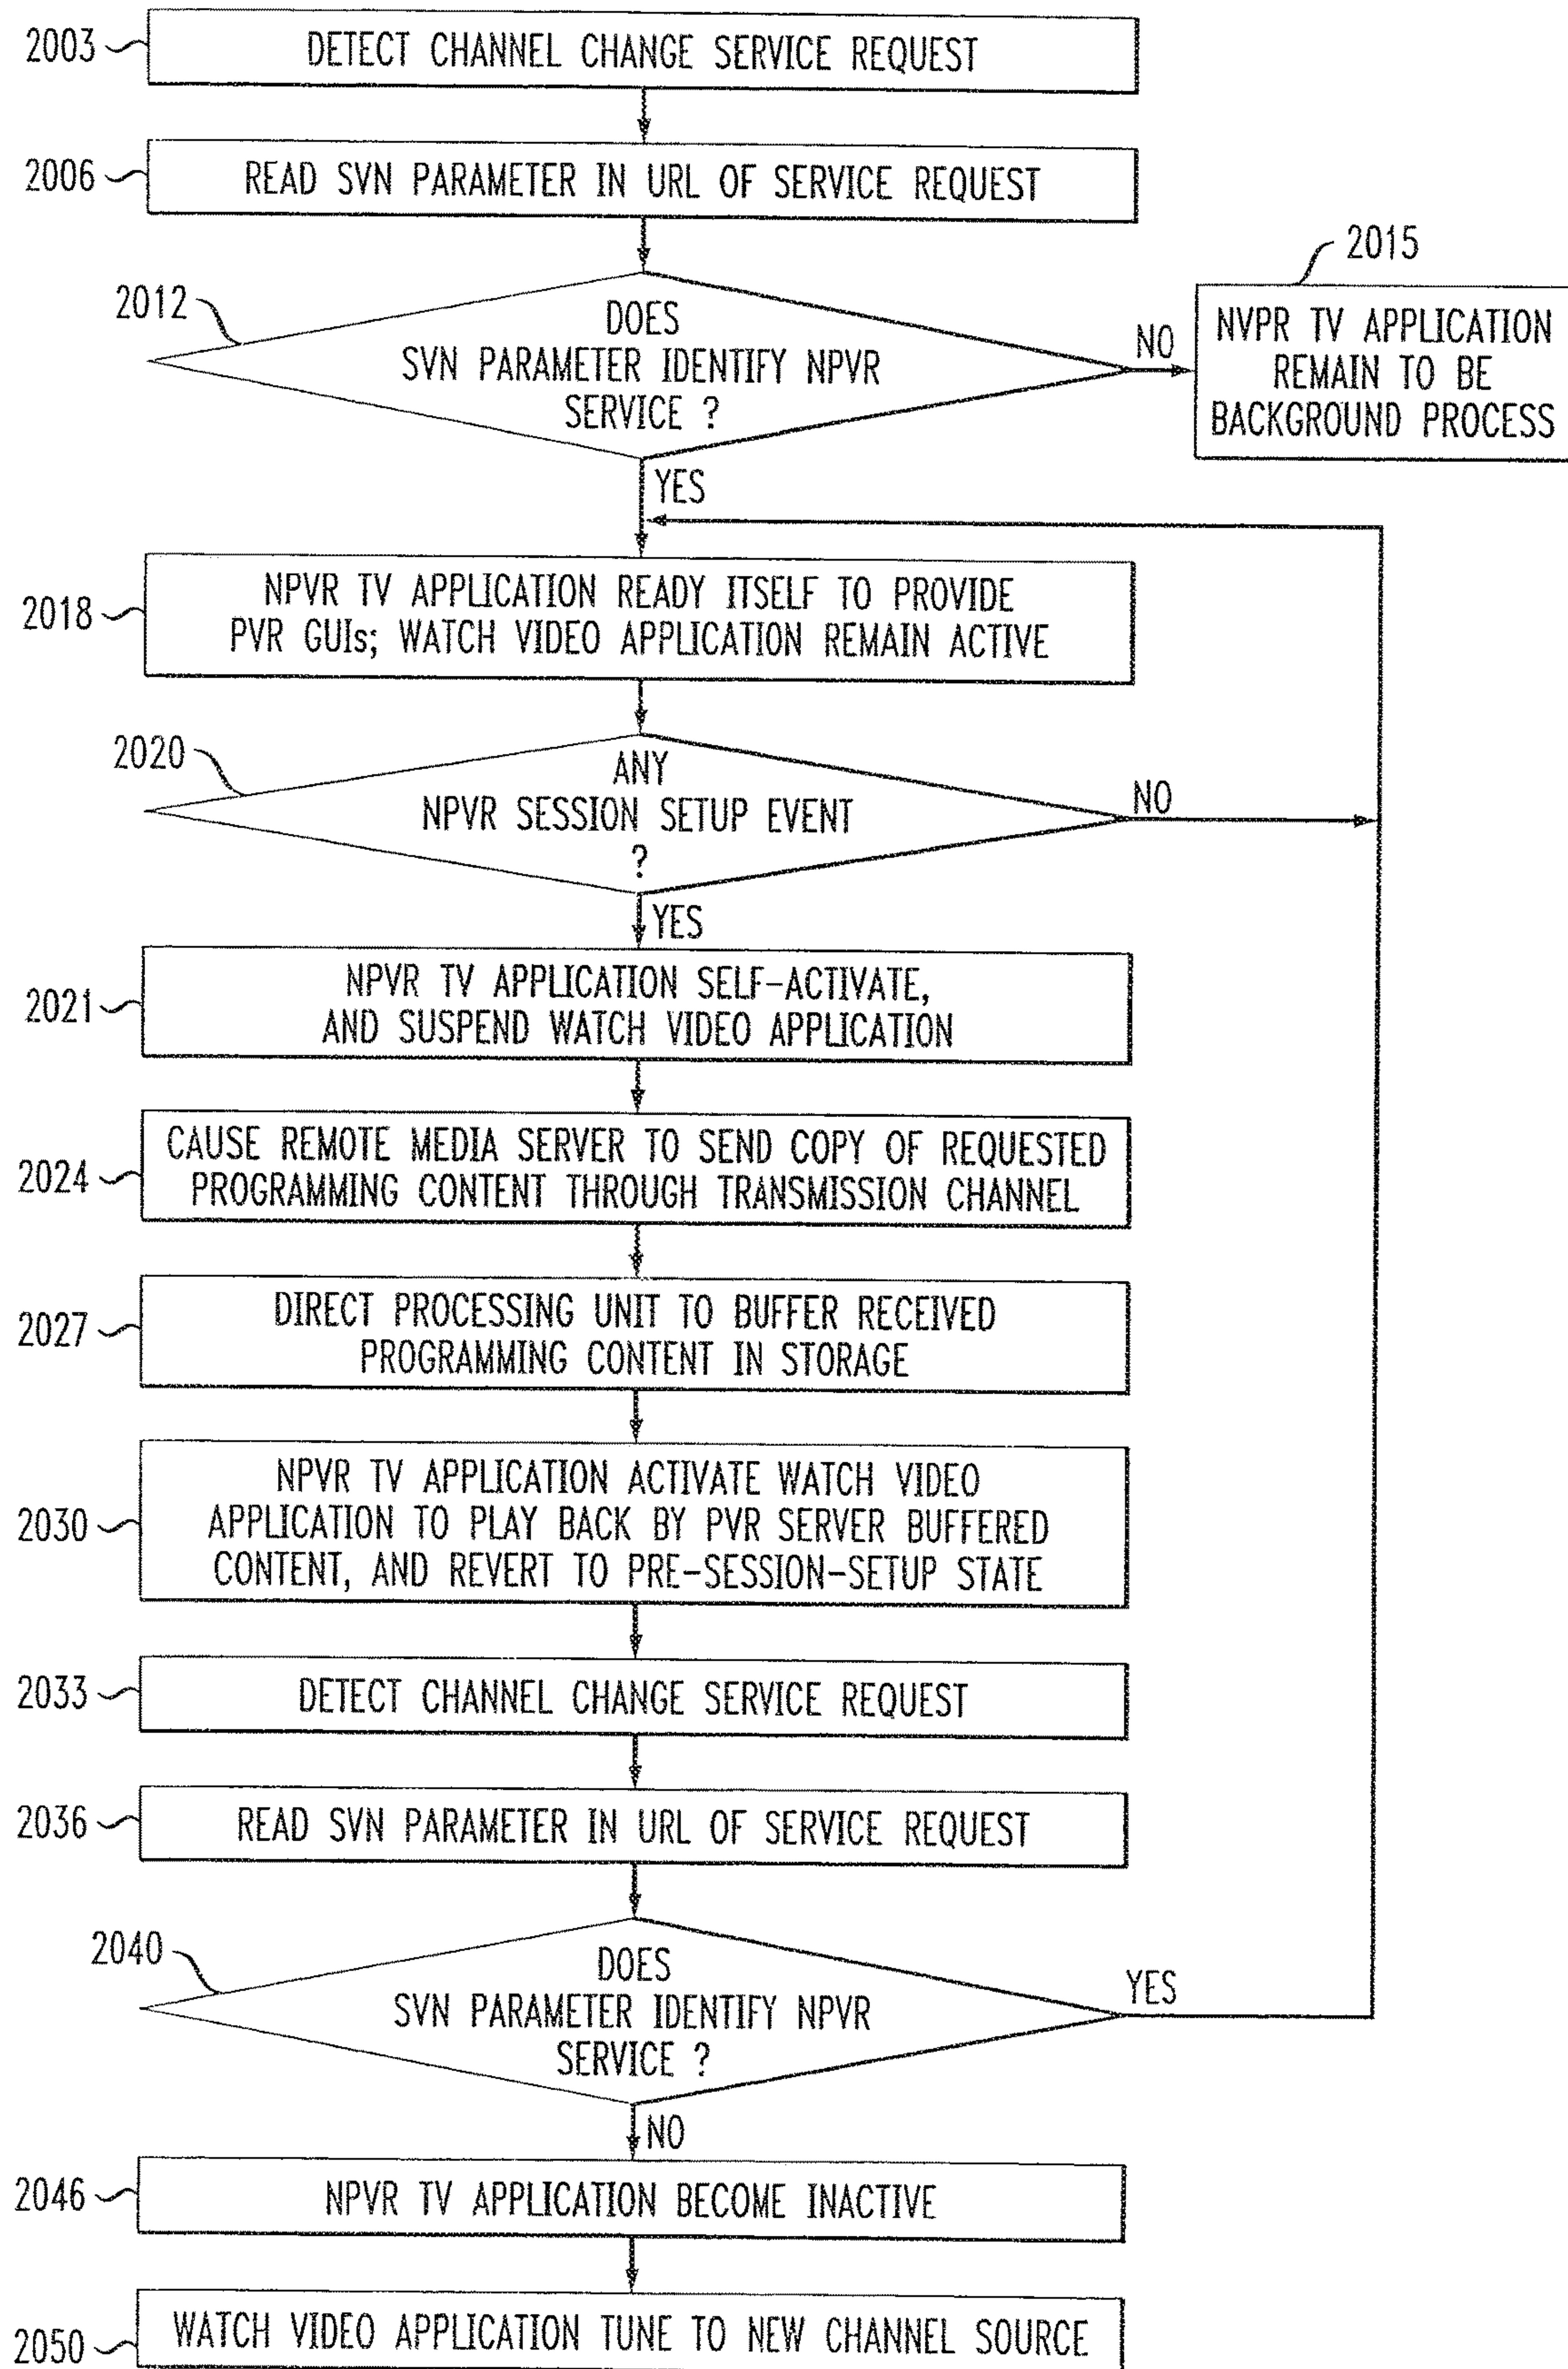 2003
DETECT CHANNEL CHANGE SERVICE REQUEST
2006
READ SVN PARAMETER IN URL OF SERVICE REQUEST
2012
DOES
SVN PARAMETER IDENTIFY NPVR
SERVICE ?
NO
2015
NVPR TV APPLICATION
REMAIN TO BE
BACKGROUND PROCESS
YES
2018
NPVR TV APPLICATION READY ITSELF TO PROVIDE
PVR GUIs; WATCH VIDEO APPLICATION REMAIN ACTIVE
2020
ANY
NPVR SESSION SETUP EVENT
?
NO
YES
2021
NPVR TV APPLICATION SELF-ACTIVATE,
AND SUSPEND WATCH VIDEO APPLICATION
2024
CAUSE REMOTE MEDIA SERVER TO SEND COPY OF REQUESTED
PROGRAMMING CONTENT THROUGH TRANSMISSION CHANNEL
2027
DIRECT PROCESSING UNIT TO BUFFER RECEIVED
PROGRAMMING CONTENT IN STORAGE
2030
NPVR TV APPLICATION ACTIVATE WATCH VIDEO
APPLICATION TO PLAY BACK BY PVR SERVER BUFFERED
CONTENT, AND REVERT TO PRE-SESSION-SETUP STATE
2033
DETECT CHANNEL CHANGE SERVICE REQUEST
2036
READ SVN PARAMETER IN URL OF SERVICE REQUEST
2040
DOES
SVN PARAMETER IDENTIFY NPVR
SERVICE ?
YES
NO
2046
NPVR TV APPLICATION BECOME INACTIVE
2050
WATCH VIDEO APPLICATION TUNE TO NEW CHANNEL SOURCE